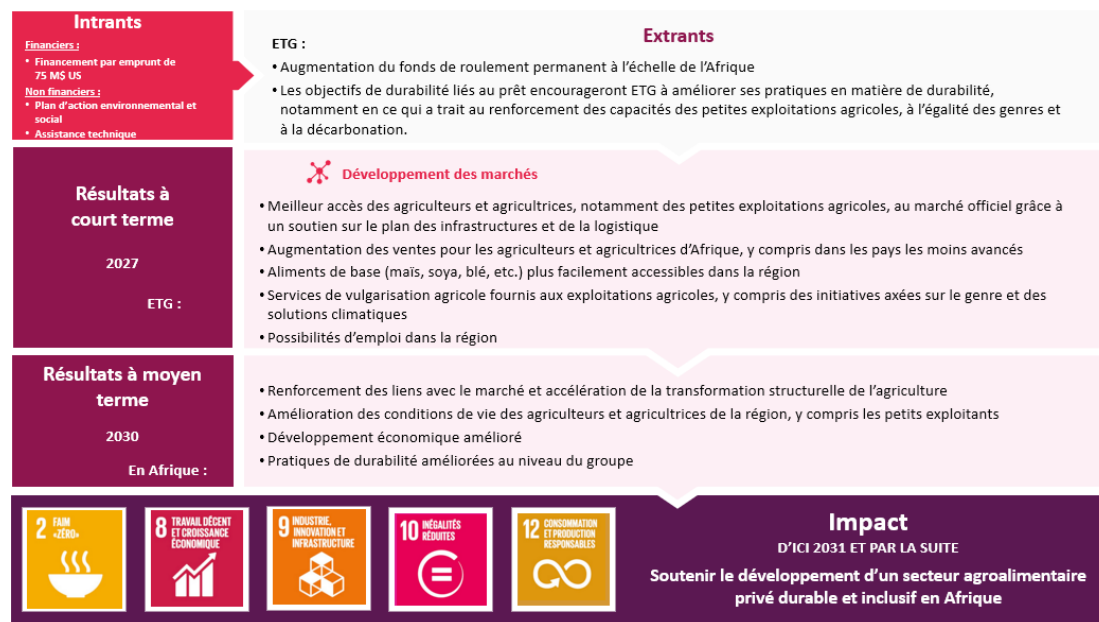 Intrants
Financiers :
• Financement par emprunt de
75 M$ US
Non financiers :
• Plan d'action environnemental et
social
• Assistance technique
Extrants
ETG :
• Augmentation du fonds de roulement permanent à l'échelle de l'Afrique
• Les objectifs de durabilité liés au prêt encourageront ETG à améliorer ses pratiques en matière de durabilité,
notamment en ce qui a trait au renforcement des capacités des petites exploitations agricoles, à l'égalité des genres et
à la décarbonation.
Résultats à
court terme
2027
ETG :
Développement des marchés
• Meilleur accès des agriculteurs et agricultrices, notamment des petites exploitations agricoles, au marché officiel grâce à
un soutien sur le plan des infrastructures et de la logistique
• Augmentation des ventes pour les agriculteurs et agricultrices d'Afrique, y compris dans les pays les moins avancés
• Aliments de base (maïs, soya, blé, etc.) plus facilement accessibles dans la région
• Services de vulgarisation agricole fournis aux exploitations agricoles, y compris des initiatives axées sur le genre et des
solutions climatiques
• Possibilités d'emploi dans la région
Résultats à moyen
terme
2030
En Afrique :
• Renforcement des liens avec le marché et accélération de la transformation structurelle de l'agriculture
• Amélioration des conditions de vie des agriculteurs et agricultrices de la région, y compris les petits exploitants
• Développement économique amélioré
• Pratiques de durabilité améliorées au niveau du groupe
2 FAIM
«ZÉRO»
8 TRAVAIL DÉCENT
ET CROISSANCE
ÉCONOMIQUE
9 INDUSTRIE,
INNOVATION ET
INFRASTRUCTURE
10 INÉGALITÉS
RÉDUITES
12 CONSOMMATION
ET PRODUCTION
RESPONSABLES
Impact
D'ICI 2031 ET PAR LA SUITE
Soutenir le développement d'un secteur agroalimentaire
privé durable et inclusif en Afrique